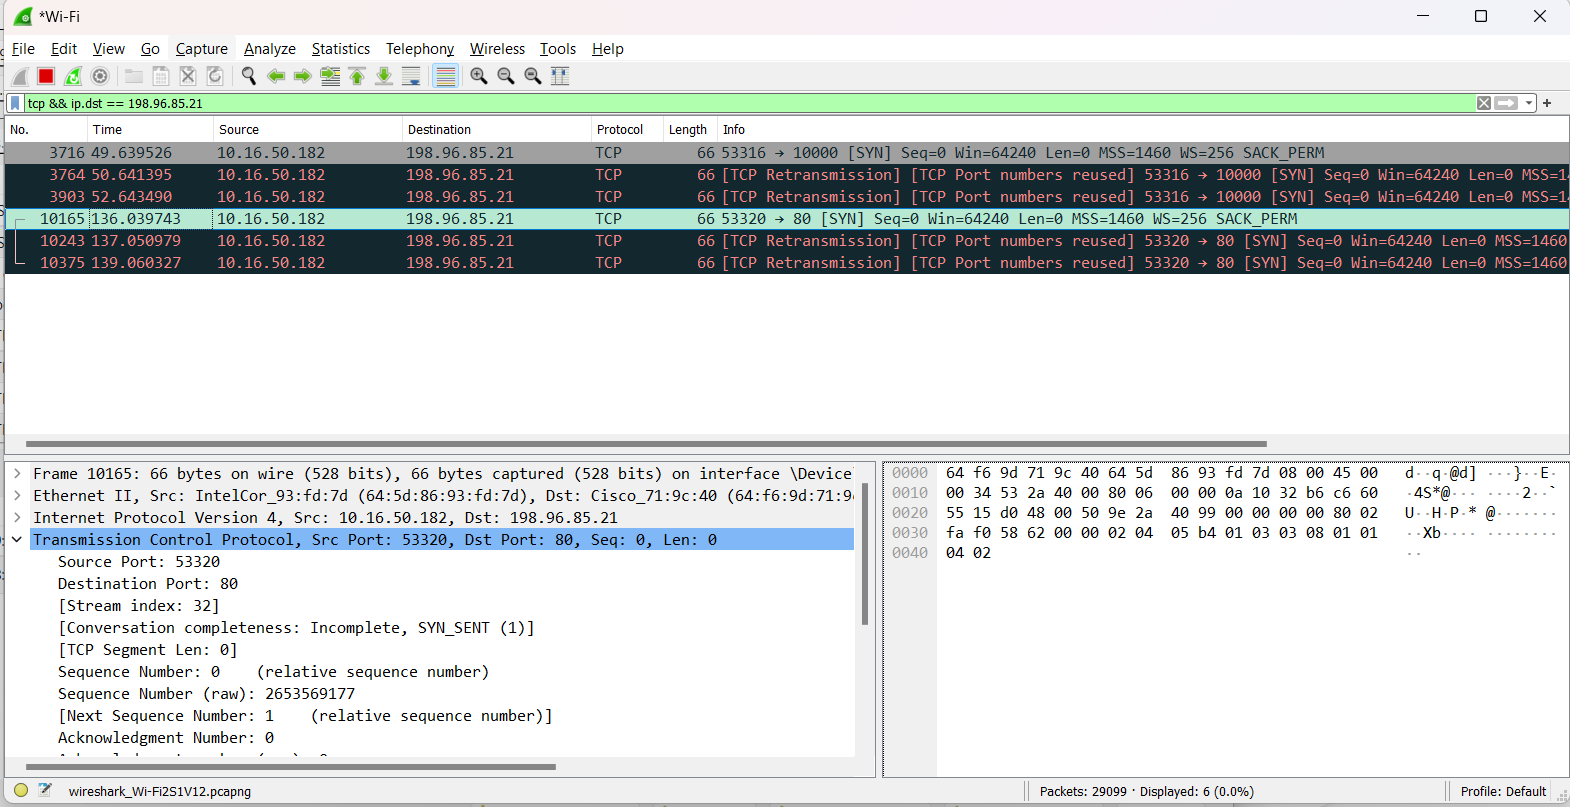 *Wi-Fi
File Edit View Go Capture Analyze Statistics Telephony Wireless Tools Help
tcp && ip.dst == 198.96.85.21
No. Time Source Destination Protocol Length Info
3716 49.639526 10.16.50.182 198.96.85.21 TCP 66 53316 → 10000 [SYN] Seq=0 Win=64240 Len=0 MSS=1460 WS=256 SACK_PERM
3764 50.641395 10.16.50.182 198.96.85.21 TCP 66 [TCP Retransmission] [TCP Port numbers reused] 53316 → 10000 [SYN] Seq=0 Win=64240 Len=0 MSS=1
3903 52.643490 10.16.50.182 198.96.85.21 TCP 66 [TCP Retransmission] [TCP Port numbers reused] 53316 → 10000 [SYN] Seq=0 Win=64240 Len=0 MSS=1
10165 136.039743 10.16.50.182 198.96.85.21 TCP 66 53320 → 80 [SYN] Seq=0 Win=64240 Len=0 MSS=1460 WS=256 SACK_PERM
10243 137.050979 10.16.50.182 198.96.85.21 TCP 66 [TCP Retransmission] [TCP Port numbers reused] 53320 → 80 [SYN] Seq=0 Win=64240 Len=0 MSS=1460
10375 139.060327 10.16.50.182 198.96.85.21 TCP 66 [TCP Retransmission] [TCP Port numbers reused] 53320 → 80 [SYN] Seq=0 Win=64240 Len=0 MSS=1460
Frame 10165: 66 bytes on wire (528 bits), 66 bytes captured (528 bits) on interface \Device
Ethernet II, Src: IntelCor_93:fd:7d (64:5d:86:93:fd:7d), Dst: Cisco_71:9c:40 (64:f6:9d:71:9
Internet Protocol Version 4, Src: 10.16.50.182, Dst: 198.96.85.21
Transmission Control Protocol, Src Port: 53320, Dst Port: 80, Seq: 0, Len: 0
Source Port: 53320
Destination Port: 80
[Stream index: 32]
[Conversation completeness: Incomplete, SYN_SENT (1)]
[TCP Segment Len: 0]
Sequence Number: 0 (relative sequence number)
Sequence Number (raw): 2653569177
[Next Sequence Number: 1 (relative sequence number)]
Acknowledgment Number: 0
0000 64 f6 9d 71 9c 40 64 5d 86 93 fd 7d 08 00 45 00 d··q·@d] ···}··E·
0010 00 34 53 2a 40 00 80 06 00 00 0a 10 32 b6 c6 60 ·4S*@··· ····2··`
0020 55 15 d0 48 00 50 9e 2a 40 99 00 00 00 00 80 02 U··H·P·* @·······
0030 fa f0 58 62 00 00 02 04 05 b4 01 03 03 08 01 01 ··Xb···· ········
0040 04 02 ··
wireshark_Wi-Fi2S1V12.pcapng
Packets: 29099 · Displayed: 6 (0.0%)
Profile: Default